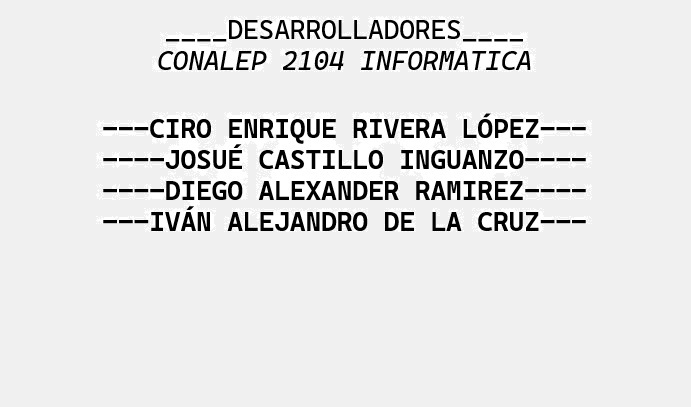 ____DESARROLLADORES____
CONALEP 2104 INFORMATICA
---CIRO ENRIQUE RIVERA LÓPEZ---
----JOSUÉ CASTILLO INGUANZO----
----DIEGO ALEXANDER RAMIREZ----
---IVÁN ALEJANDRO DE LA CRUZ---